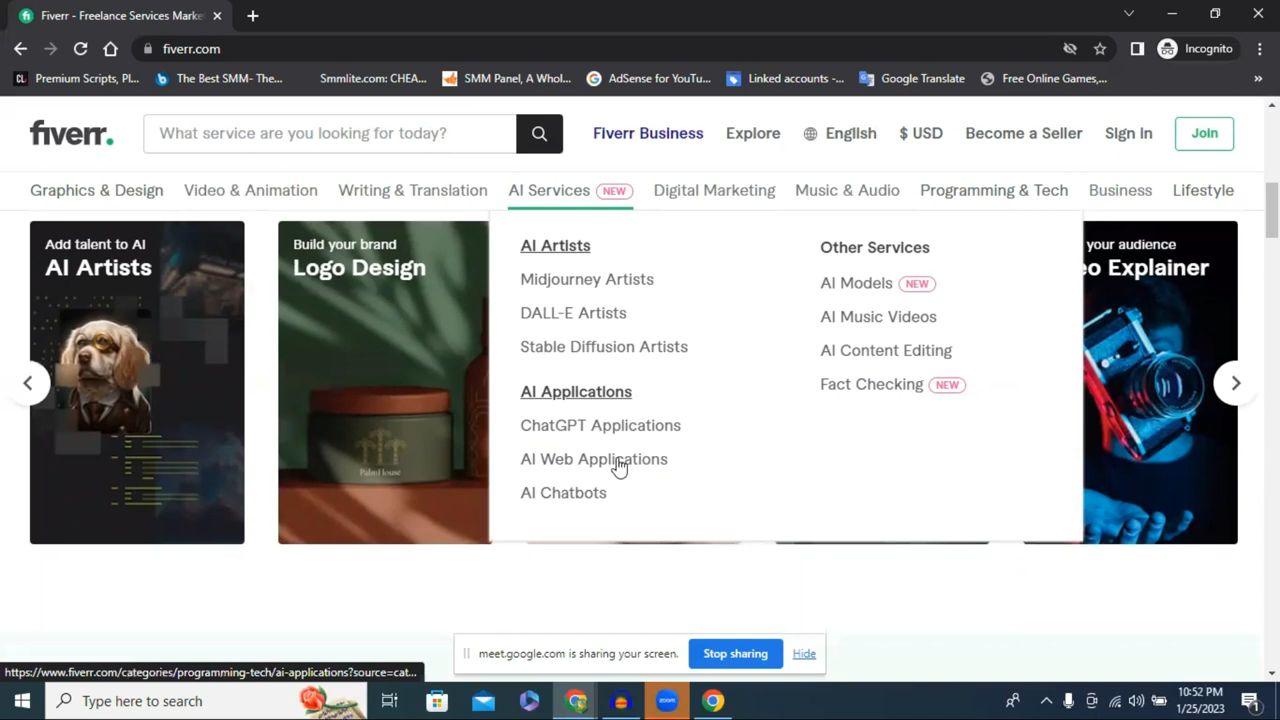 Fiverr - Freelance Services Marke
fiverr.com
Incognito
Premium Scripts, Pl...
The Best SMM- The...
Smmlite.com: CHEA...
SMM Panel, A Whol...
AdSense for YouTu...
Linked accounts -...
Google Translate
Free Online Games,...
fiverr.
What service are you looking for today?
Fiverr Business
Explore
English
$ USD
Become a Seller
Sign In
Join
Graphics & Design
Video & Animation
Writing & Translation
AI Services NEW
Digital Marketing
Music & Audio
Programming & Tech
Business
Lifestyle
Add talent to AI
AI Artists
Build your brand
Logo Design
AI Artists
Midjourney Artists
DALL-E Artists
Stable Diffusion Artists
AI Applications
ChatGPT Applications
AI Web Applications
AI Chatbots
Other Services
AI Models NEW
AI Music Videos
AI Content Editing
Fact Checking NEW
your audience
eo Explainer
PalmHouse
meet.google.com is sharing your screen.
Stop sharing
Hide
https://www.fiverr.com/categories/programming-tech/ai-applications?source=cat...
Type here to search
10:52 PM
1/25/2023